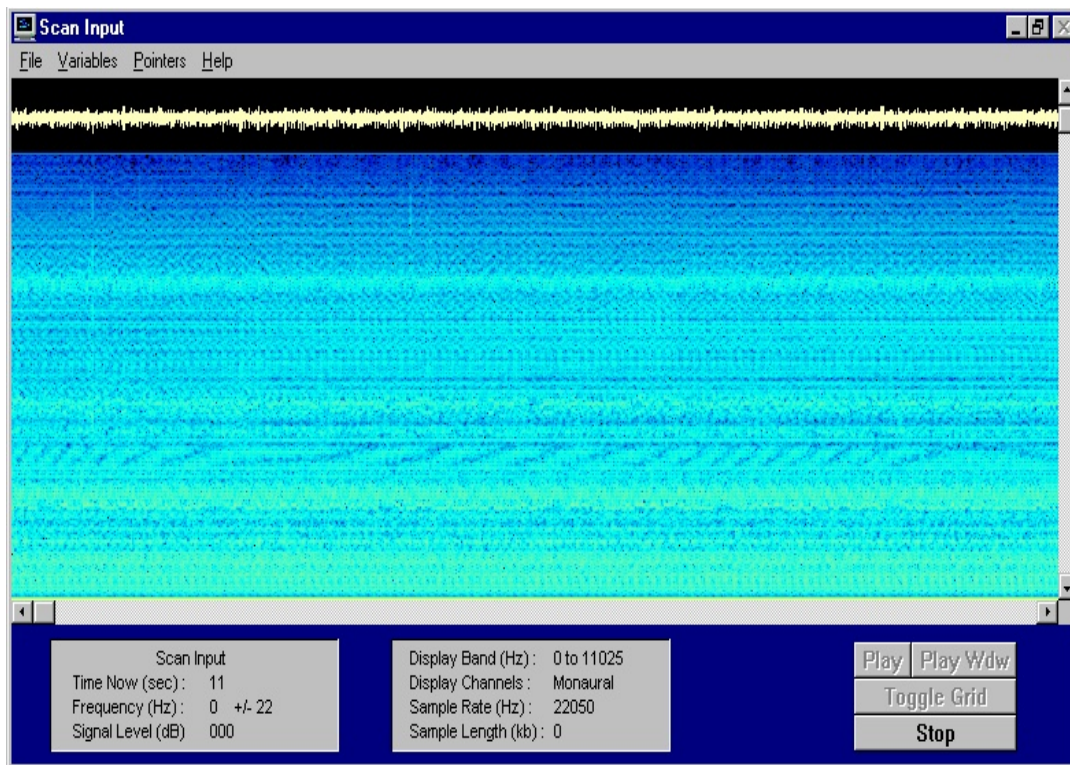 Scan Input
File Variables Pointers Help
Scan Input
Time Now (sec) : 11
Frequency (Hz) : 0 +/- 22
Signal Level (dB) 000
Display Band (Hz) : 0 to 11025
Display Channels : Monaural
Sample Rate (Hz) : 22050
Sample Length (kb) : 0
Play Play Wdw
Toggle Grid
Stop